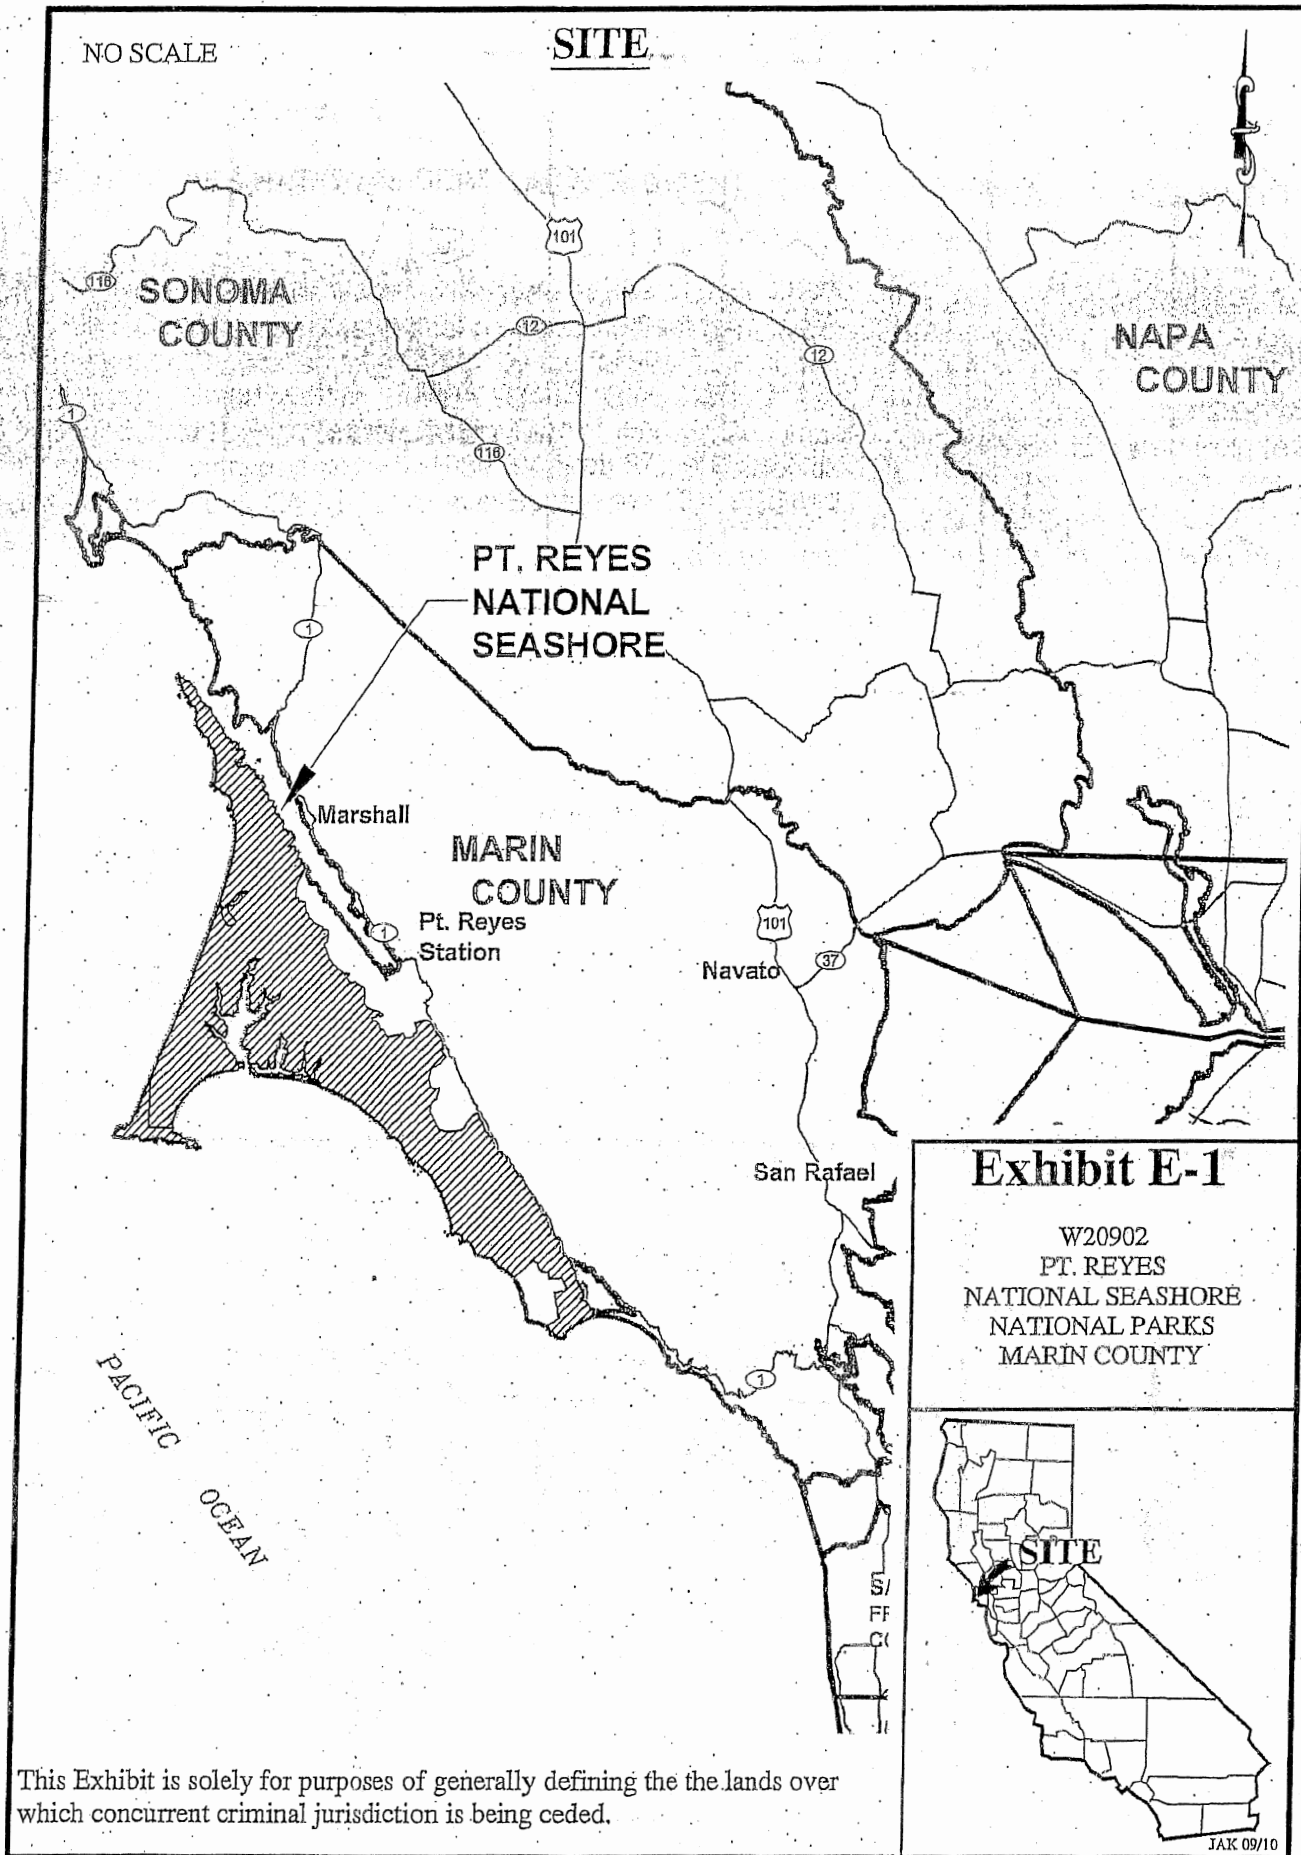 NO SCALE
SITE
101
116
SONOMA
COUNTY
12
12
NAPA
COUNTY
1
116
PT. REYES
NATIONAL
SEASHORE
1
Marshall
MARIN
COUNTY
1
Pt. Reyes
Station
101
Navato
37
San Rafael
Exhibit E-1
W20902
PT. REYES
NATIONAL SEASHORE
NATIONAL PARKS
MARIN COUNTY
1
PACIFIC
OCEAN
SITE
This Exhibit is solely for purposes of generally defining the the lands over
which concurrent criminal jurisdiction is being ceded.
JAK 09/10